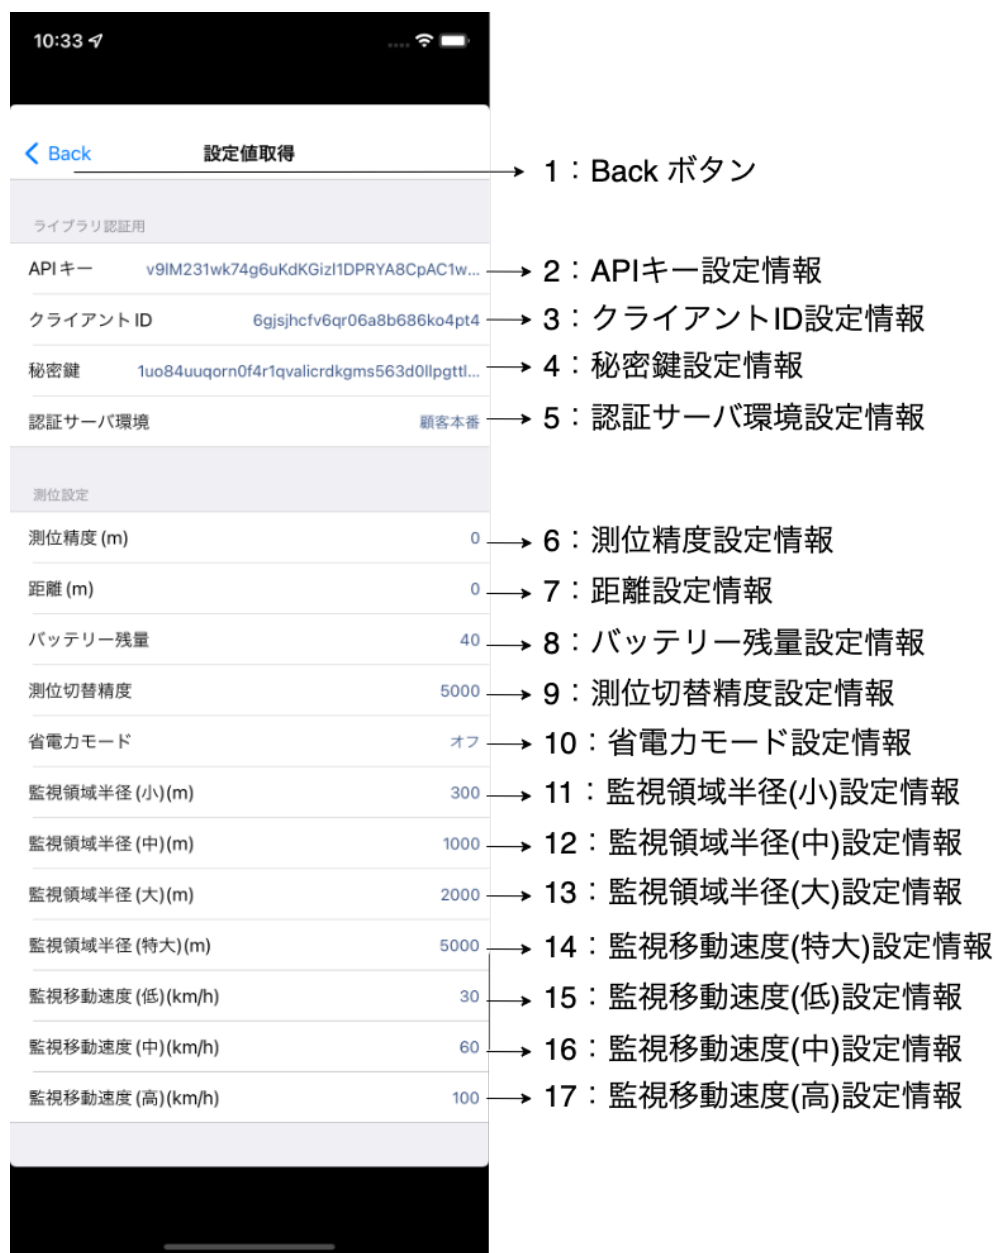 10:33
Back 設定値取得
1：Back ボタン
ライブラリ認証用
APIキー v9IM231wk74g6uKdKGizI1DPRYA8CpAC1w... 2：APIキー設定情報
クライアントID 6gjsjhcfv6qr06a8b686ko4pt4 3：クライアントID設定情報
秘密鍵 1uo84uuqorn0f4r1qvalicrdkgms563d0llpgttl... 4：秘密鍵設定情報
認証サーバ環境 顧客本番 5：認証サーバ環境設定情報
測位設定
測位精度 (m) 0 6：測位精度設定情報
距離 (m) 0 7：距離設定情報
バッテリー残量 40 8：バッテリー残量設定情報
測位切替精度 5000 9：測位切替精度設定情報
省電力モード オフ 10：省電力モード設定情報
監視領域半径 (小)(m) 300 11：監視領域半径(小)設定情報
監視領域半径 (中)(m) 1000 12：監視領域半径(中)設定情報
監視領域半径 (大)(m) 2000 13：監視領域半径(大)設定情報
監視領域半径 (特大)(m) 5000 14：監視移動速度(特大)設定情報
監視移動速度 (低)(km/h) 30 15：監視移動速度(低)設定情報
監視移動速度 (中)(km/h) 60 16：監視移動速度(中)設定情報
監視移動速度 (高)(km/h) 100 17：監視移動速度(高)設定情報